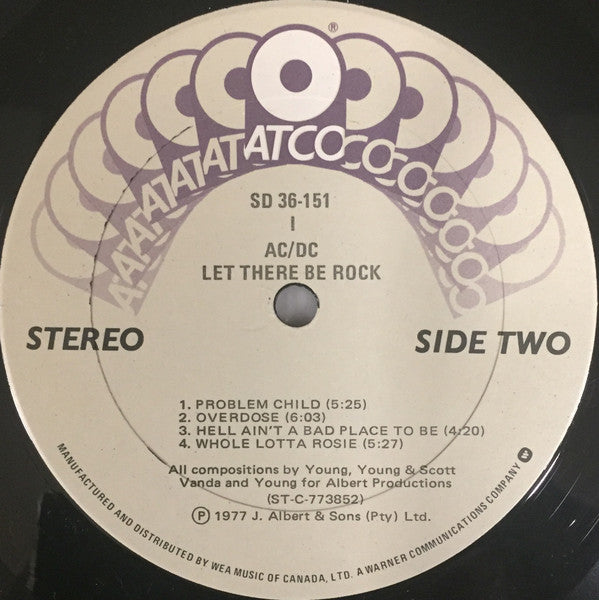 ®
ATCO
SD 36-151
I
AC/DC
LET THERE BE ROCK
STEREO
SIDE TWO
1. PROBLEM CHILD (5:25)
2. OVERDOSE (6:03)
3. HELL AIN'T A BAD PLACE TO BE (4:20)
4. WHOLE LOTTA ROSIE (5:27)
All compositions by Young, Young & Scott
Vanda and Young for Albert Productions
(ST-C-773852)
Ⓟ 1977 J. Albert & Sons (Pty) Ltd.
MANUFACTURED AND DISTRIBUTED BY WEA MUSIC OF CANADA, LTD. A WARNER COMMUNICATIONS COMPANY